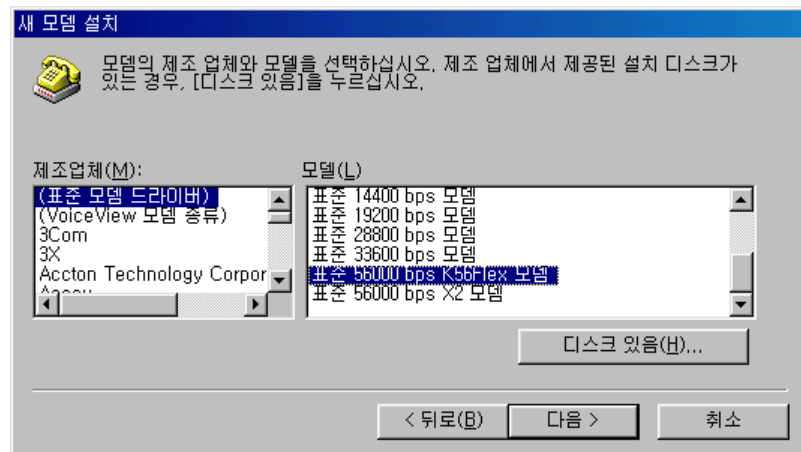 새 모뎀 설치
모뎀의 제조 업체와 모델을 선택하십시오. 제조 업체에서 제공된 설치 디스크가
있는 경우, [디스크 있음]을 누르십시오.
제조업체(M):
(표준 모뎀 드라이버)
(VoiceView 모뎀 종류)
3Com
3X
Accton Technology Corpor
모델(L)
표준 14400 bps 모뎀
표준 19200 bps 모뎀
표준 28800 bps 모뎀
표준 33600 bps 모뎀
표준 56000 bps K56Flex 모뎀
표준 56000 bps X2 모뎀
디스크 있음(H)...
< 뒤로(B)
다음 >
취소